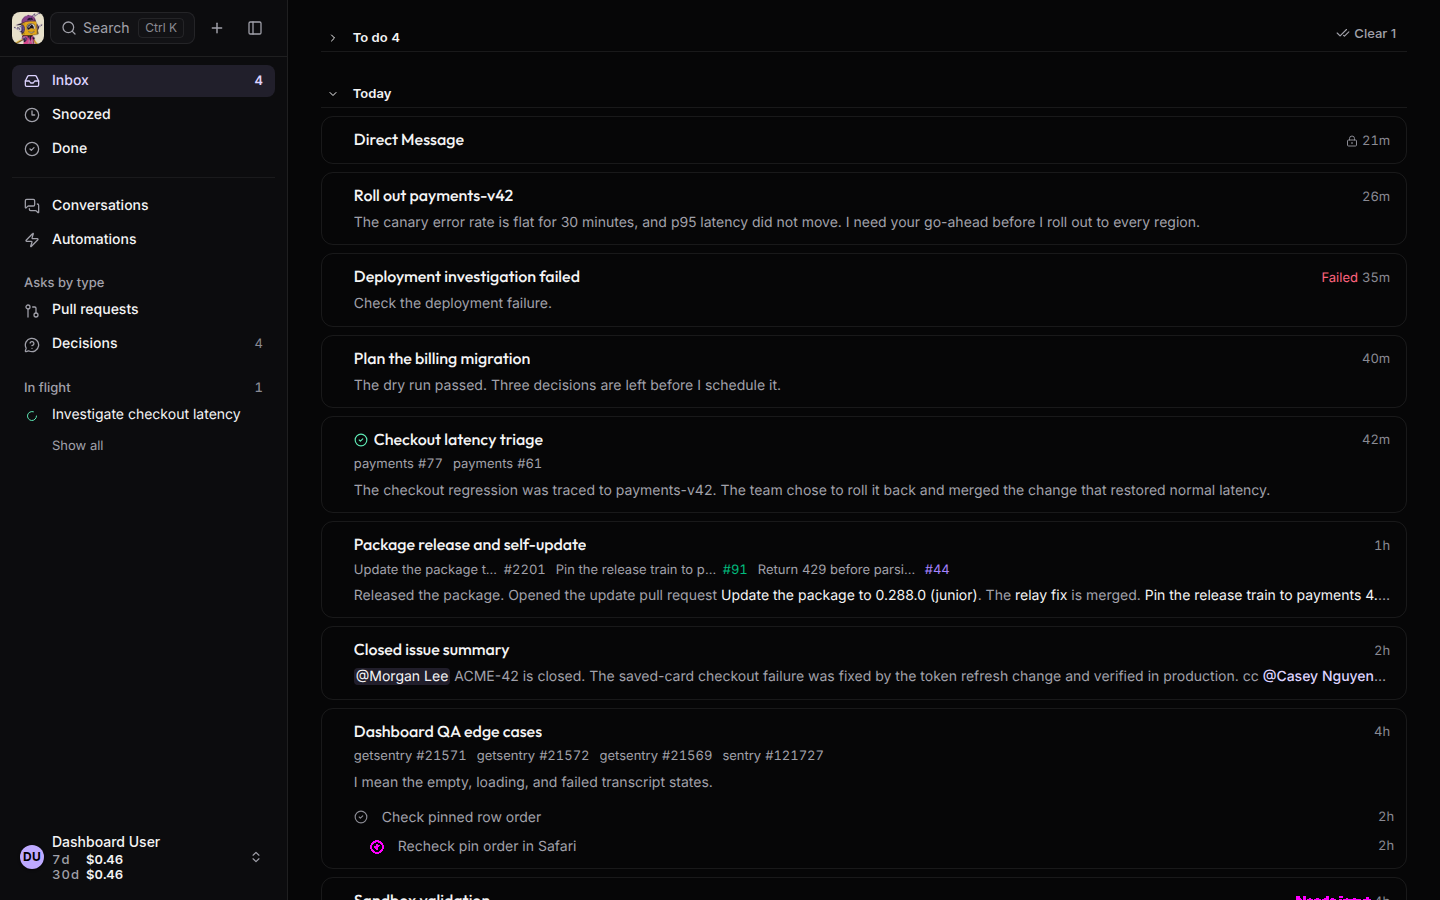 Search Ctrl K
Inbox 4
Snoozed
Done
Conversations
Automations
Asks by type
Pull requests
Decisions 4
In flight 1
Investigate checkout latency
Show all
DU Dashboard User
7d $0.46
30d $0.46
To do 4 Clear 1
Today
Direct Message 21m
Roll out payments-v42 26m
The canary error rate is flat for 30 minutes, and p95 latency did not move. I need your go-ahead before I roll out to every region.
Deployment investigation failed Failed 35m
Check the deployment failure.
Plan the billing migration 40m
The dry run passed. Three decisions are left before I schedule it.
Checkout latency triage 42m
payments #77 payments #61
The checkout regression was traced to payments-v42. The team chose to roll it back and merged the change that restored normal latency.
Package release and self-update 1h
Update the package t... #2201 Pin the release train to p... #91 Return 429 before parsi... #44
Released the package. Opened the update pull request Update the package to 0.288.0 (junior). The relay fix is merged. Pin the release train to payments 4....
Closed issue summary 2h
@Morgan Lee ACME-42 is closed. The saved-card checkout failure was fixed by the token refresh change and verified in production. cc @Casey Nguyen...
Dashboard QA edge cases 4h
getsentry #21571 getsentry #21572 getsentry #21569 sentry #121727
I mean the empty, loading, and failed transcript states.
Check pinned row order 2h
Recheck pin order in Safari 2h
Sandbox validation Needs input 4h